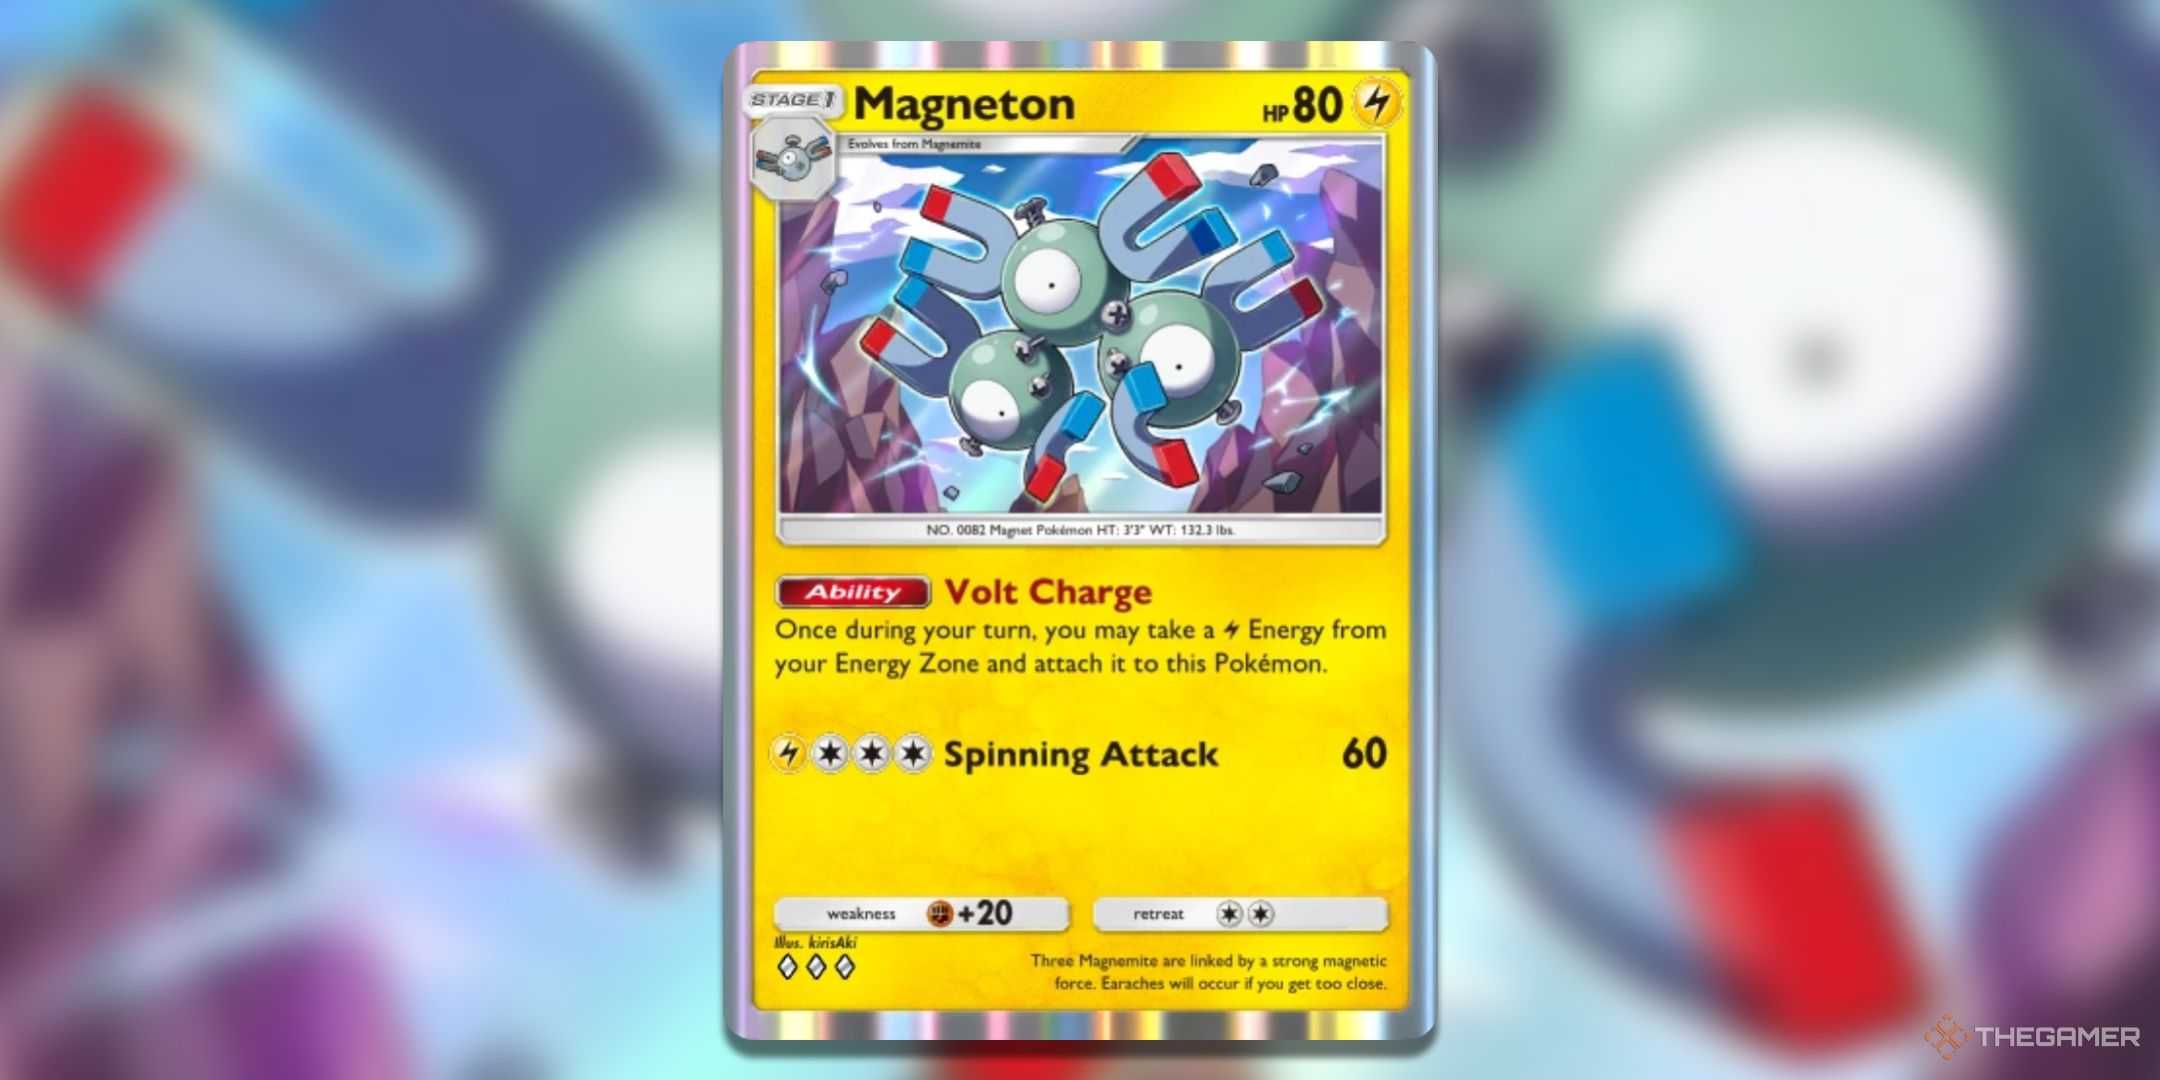 STAGE 1 Magneton HP 80
Evolves from Magnemite
NO. 0082 Magnet Pokémon HT: 3'3" WT: 132.3 lbs.
Ability Volt Charge
Once during your turn, you may take a Energy from
your Energy Zone and attach it to this Pokémon.
Spinning Attack 60
weakness +20 retreat
Illus. kirisAki
Three Magnemite are linked by a strong magnetic
force. Earaches will occur if you get too close.
THEGAMER